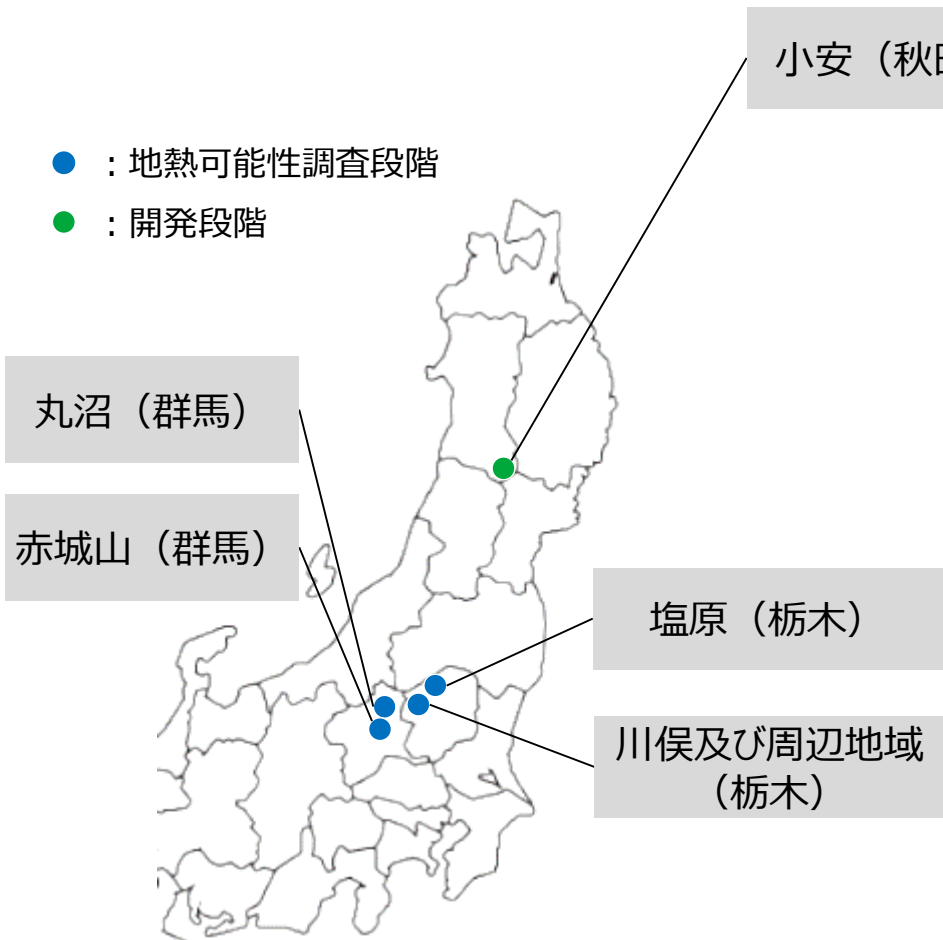 小安（秋
：地熱可能性調査段階
：開発段階
丸沼（群馬）
赤城山（群馬）
塩原（栃木）
川俣及び周辺地域
（栃木）